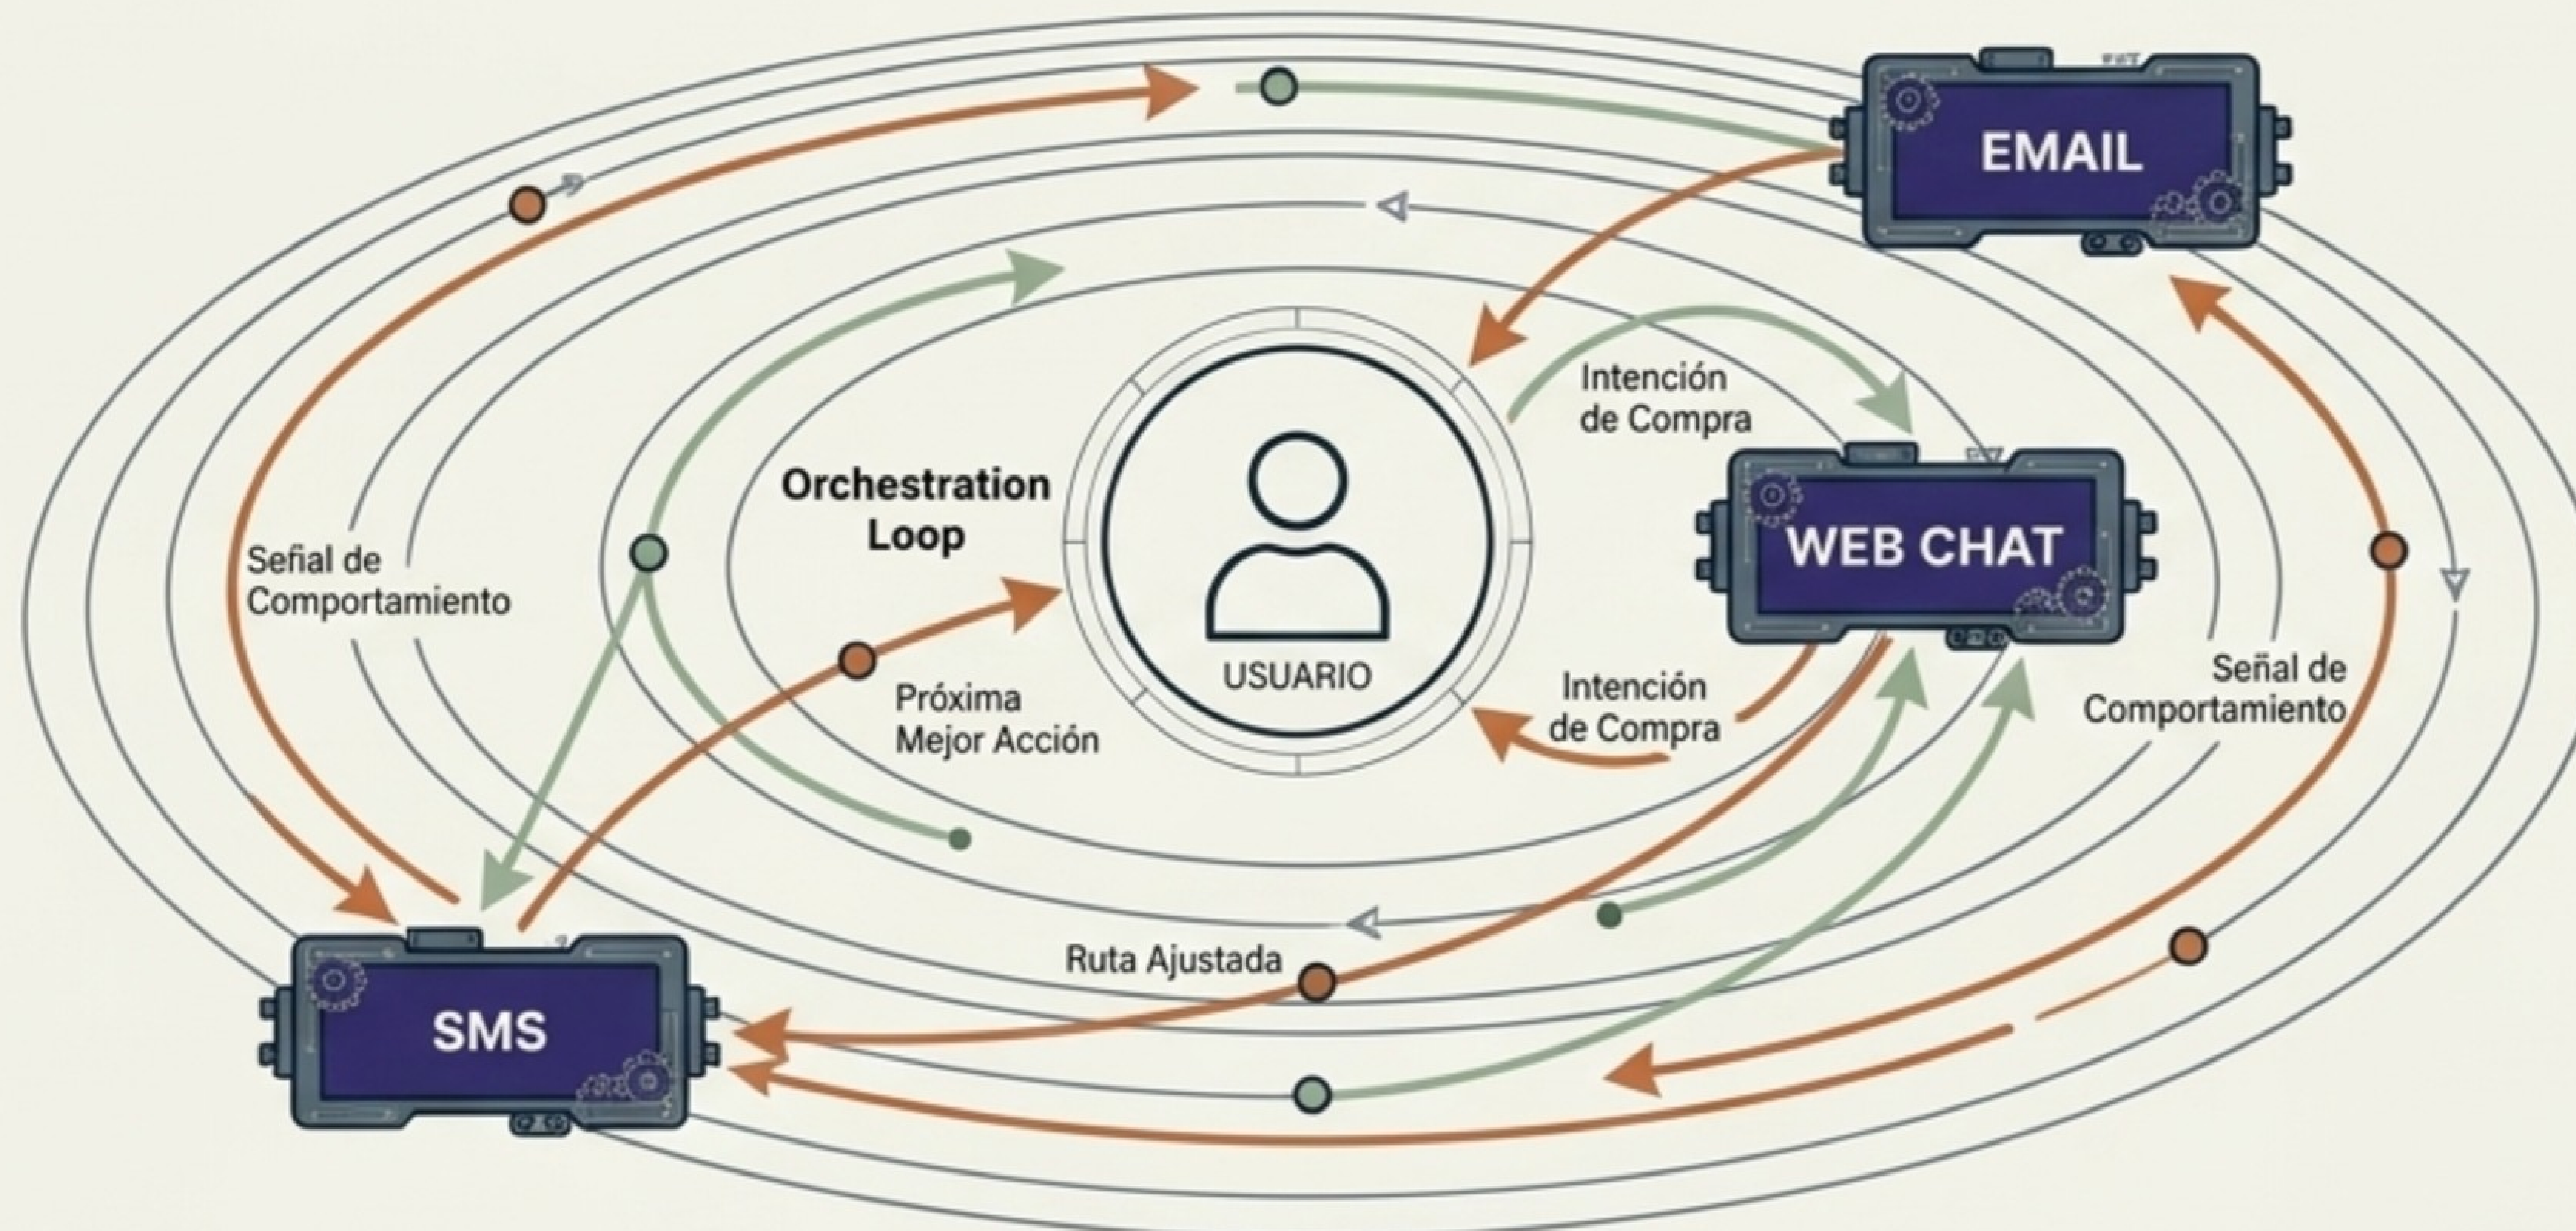 EMAIL
Intención
de Compra
Orchestration
Loop
WEB CHAT
Señal de
Comportamiento
USUARIO
Próxima
Mejor Acción
Intención
de Compra
Señal de
Comportamiento
Ruta Ajustada
SMS